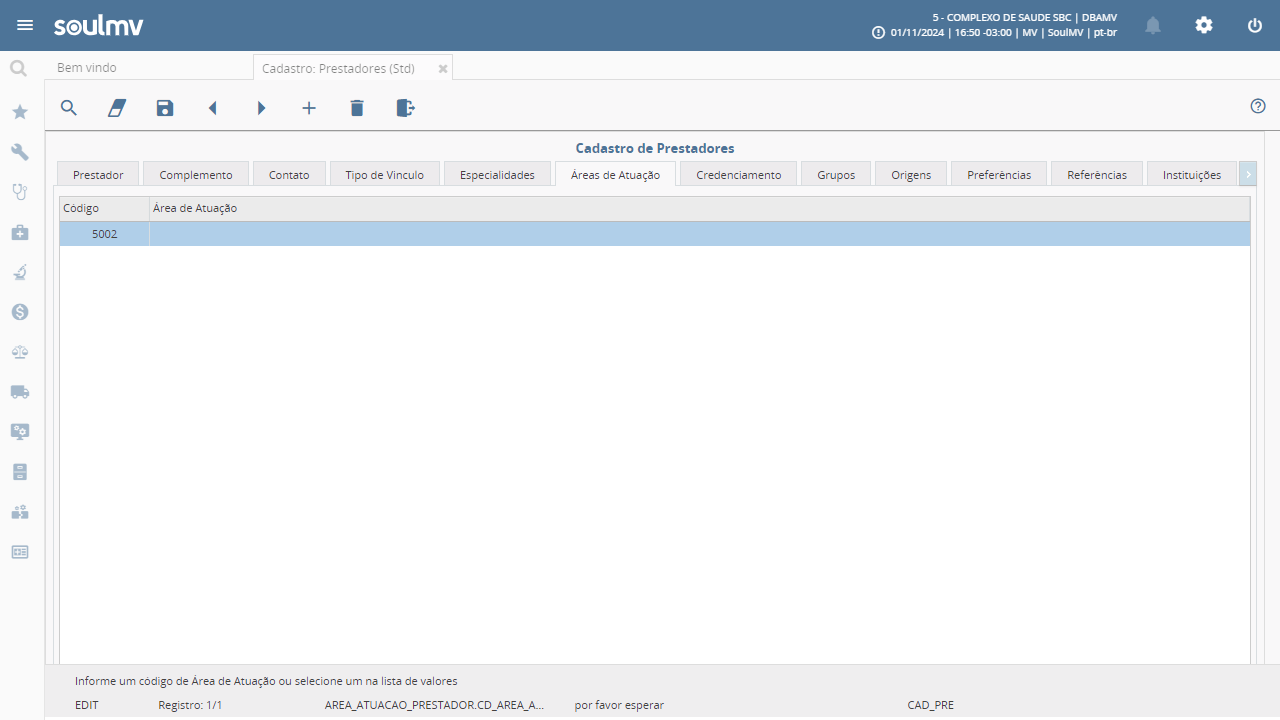 soulmv
5 - COMPLEXO DE SAUDE SBC | DBAMV
01/11/2024 | 16:50 -03:00 | MV | SoulMV | pt-br
Bem vindo
Cadastro: Prestadores (Std)
Cadastro de Prestadores
Prestador Complemento Contato Tipo de Vinculo Especialidades Áreas de Atuação Credenciamento Grupos Origens Preferências Referências Instituições
Código Área de Atuação
5002
Informe um código de Área de Atuação ou selecione um na lista de valores
EDIT Registro: 1/1 AREA_ATUACAO_PRESTADOR.CD_AREA_A... por favor esperar CAD_PRE